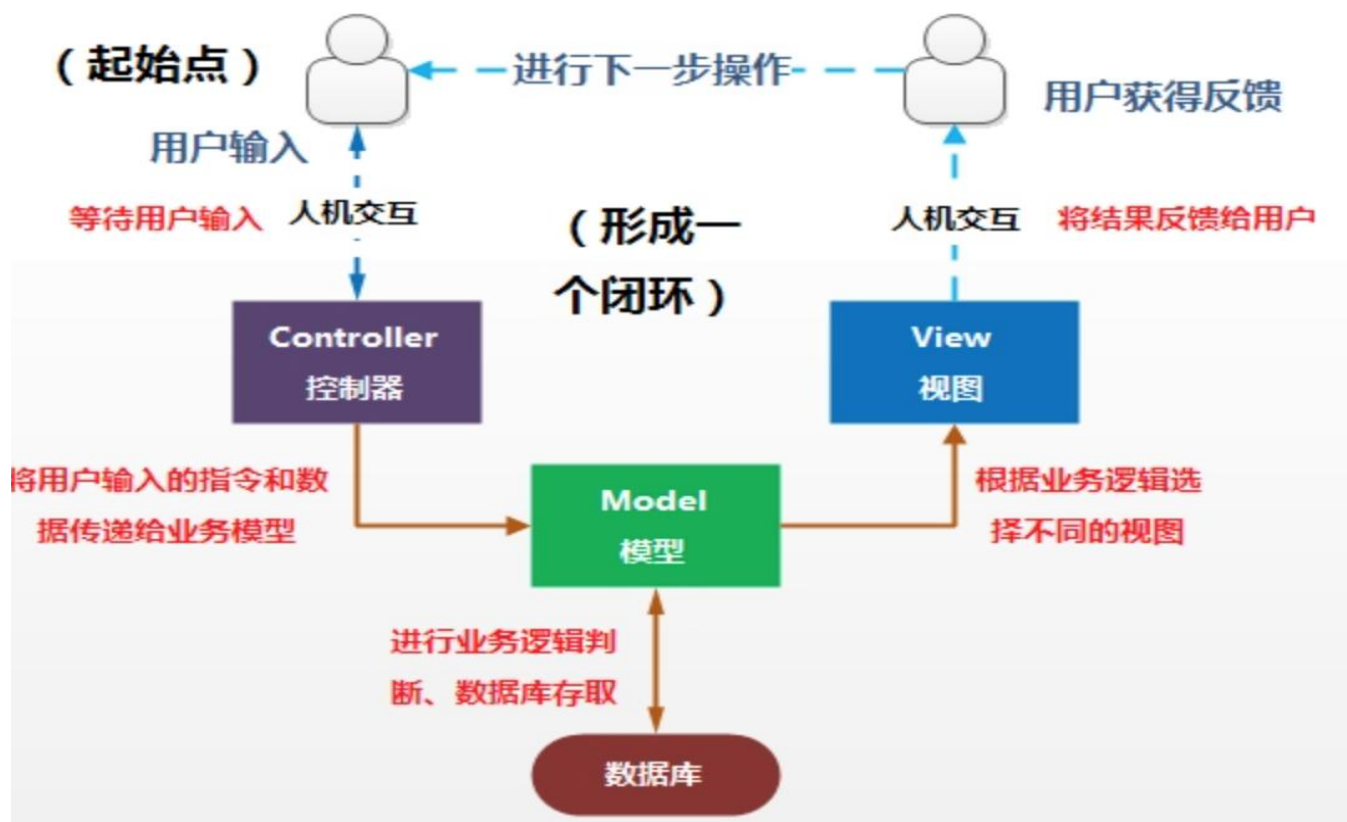 （起始点）
进行下一步操作
用户获得反馈
用户输入
等待用户输入
人机交互
（形成一
个闭环）
人机交互
将结果反馈给用户
Controller
控制器
View
视图
将用户输入的指令和数
据传递给业务模型
Model
模型
根据业务逻辑选
择不同的视图
进行业务逻辑判
断、数据库存取
数据库